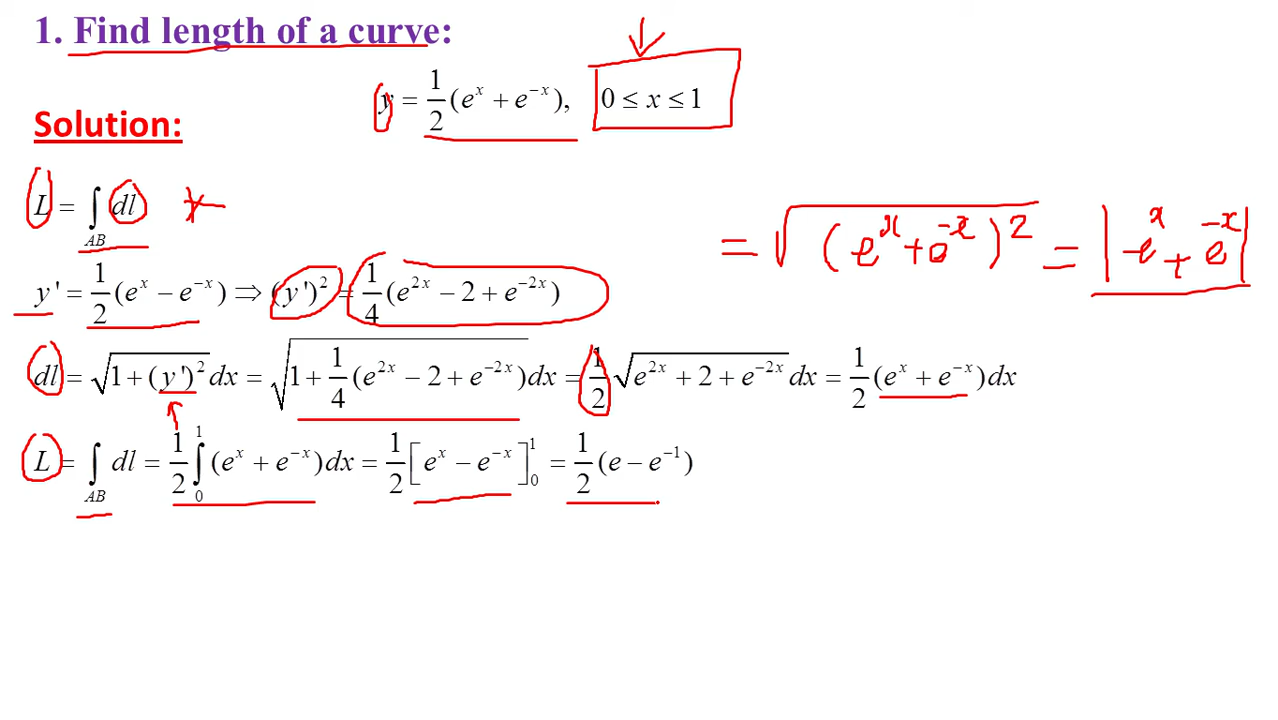 1. Find length of a curve:
y = 1/2 (e^x + e^{-x}), 0 ≤ x ≤ 1
Solution:
L = ∫_{AB} dl
= √((e^x + e^{-x})^2) = |e^x + e^{-x}|
y' = 1/2 (e^x − e^{-x}) ⇒ (y')^2 = 1/4 (e^{2x} − 2 + e^{-2x})
dl = √(1 + (y')^2) dx = √(1 + 1/4 (e^{2x} − 2 + e^{-2x})) dx = 1/2 √(e^{2x} + 2 + e^{-2x}) dx = 1/2 (e^x + e^{-x}) dx
L = ∫_{AB} dl = 1/2 ∫_0^1 (e^x + e^{-x}) dx = 1/2 [e^x − e^{-x}]_0^1 = 1/2 (e − e^{-1})